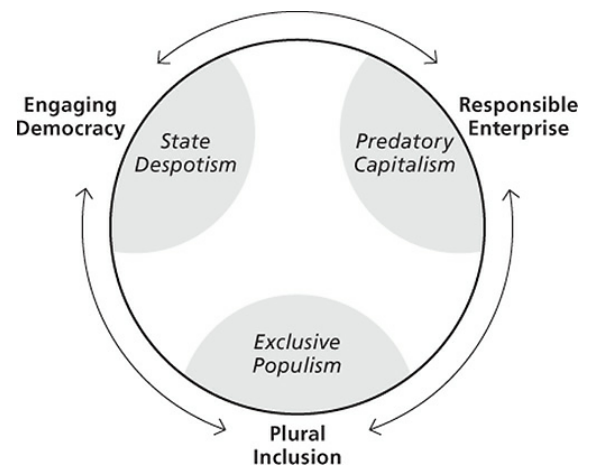 Engaging
Democracy
State
Despotism
Predatory
Capitalism
Responsible
Enterprise
Exclusive
Populism
Plural
Inclusion